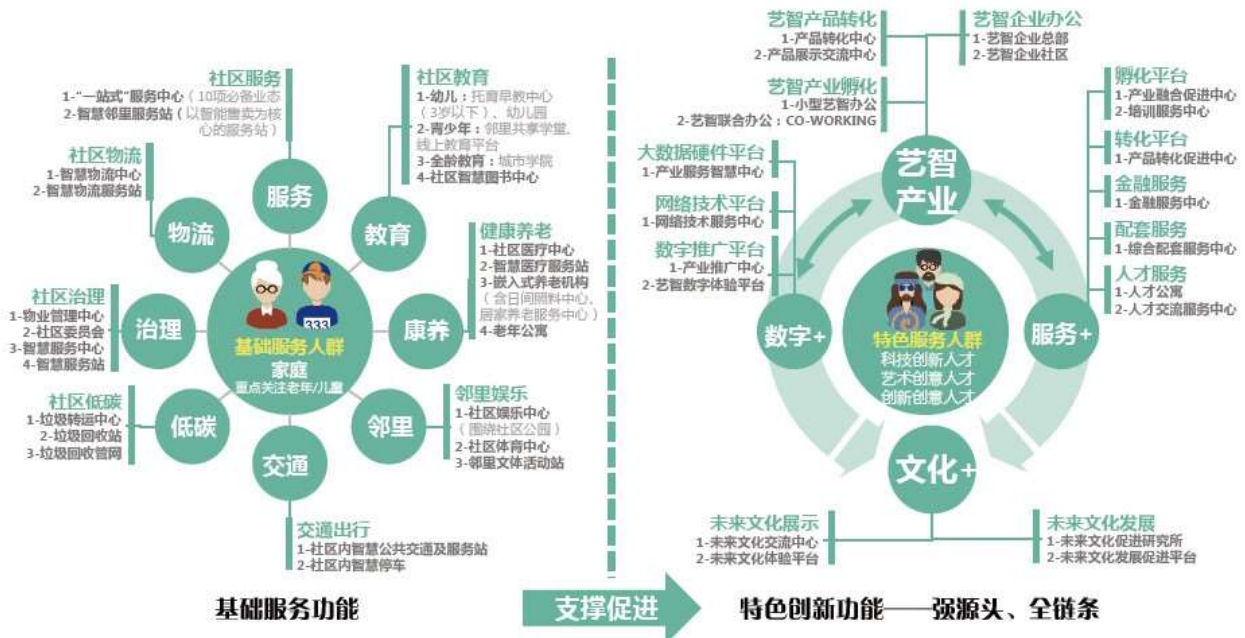 社区服务
1-“一站式”服务中心（10项必备业态
2-智慧邻里服务站（以智能售卖为核
心的服务站）
社区教育
1-幼儿：托育早教中心
（3岁以下）、幼儿园
2-青少年：邻里共享学堂、
线上教育平台
3-全龄教育：城市学院
4-社区智慧图书中心
社区物流
1-智慧物流中心
2-智慧物流服务站
健康养老
1-社区医疗中心
2-智慧医疗服务站
3-嵌入式养老机构
（含日间照料中心、
居家养老服务中心）
4-老年公寓
社区治理
1-物业管理中心
2-社区委员会
3-智慧服务中心
4-智慧服务站
社区低碳
1-垃圾转运中心
2-垃圾回收站
3-垃圾回收管网
邻里娱乐
1-社区娱乐中心
（围绕社区公园）
2-社区体育中心
3-邻里文体活动站
交通出行
1-社区内智慧公共交通及服务站
2-社区内智慧停车
服务
物流
教育
治理
康养
低碳
邻里
交通
333
基础服务人群
家庭
重点关注老年/儿童
基础服务功能
支撑促进
艺智产品转化
1-产品转化中心
2-产品展示交流中心
艺智企业办公
1-艺智企业总部
2-艺智企业社区
艺智产业孵化
1-小型艺智办公
2-艺智联合办公：CO-WORKING
大数据硬件平台
1-产业服务智慧中心
网络技术平台
1-网络技术服务中心
数字推广平台
1-产业推广中心
2-艺智数字体验平台
孵化平台
1-产业融合促进中心
2-培训服务中心
转化平台
1-产品转化促进中心
金融服务
1-金融服务中心
配套服务
1-综合配套服务中心
人才服务
1-人才公寓
2-人才交流服务中心
艺智
产业
数字+
服务+
文化+
特色服务人群
科技创新人才
艺术创意人才
创新创意人才
未来文化展示
1-未来文化交流中心
2-未来文化体验平台
未来文化发展
1-未来文化促进研究所
2-未来文化发展促进平台
特色创新功能——强源头、全链条